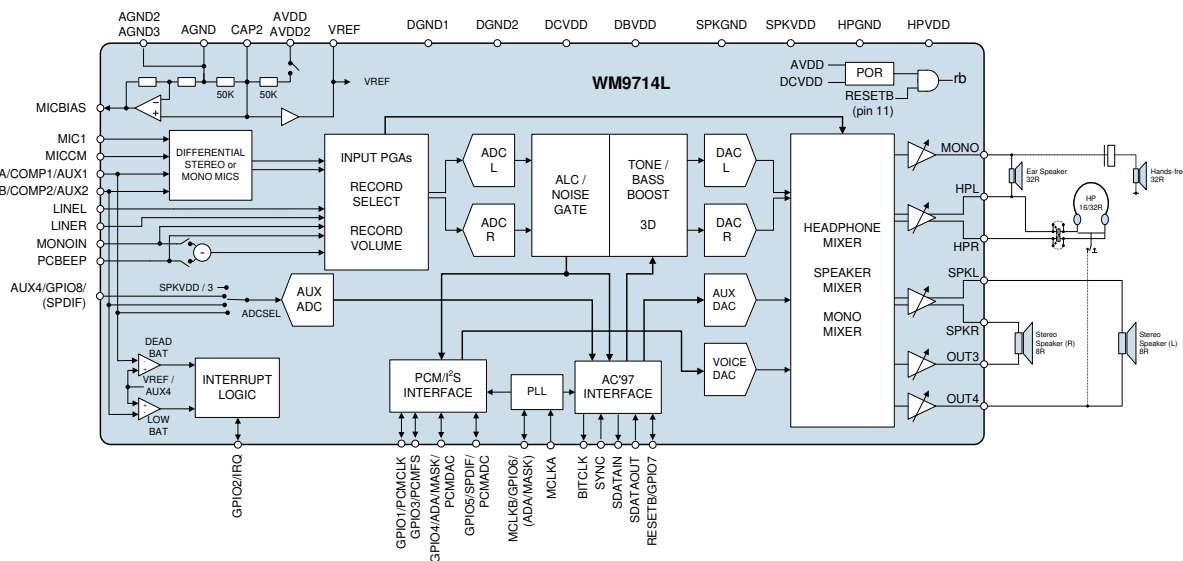 AGND2
AGND3
AGND
CAP2
AVDD
AVDD2
VREF
DGND1
DGND2
DCVDD
DBVDD
SPKGND
SPKVDD
HPGND
HPVDD
WM9714L
50K
50K
VREF
AVDD
DCVDD
POR
rb
RESETB
(pin 11)
MICBIAS
MIC1
MICCM
A/COMP1/AUX1
B/COMP2/AUX2
LINEL
LINER
MONOIN
PCBEEP
AUX4/GPIO8/
(SPDIF)
DIFFERENTIAL
STEREO or
MONO MICS
INPUT PGAs
RECORD
SELECT
RECORD
VOLUME
ADC
L
ADC
R
ALC /
NOISE
GATE
TONE /
BASS
BOOST
3D
DAC
L
DAC
R
HEADPHONE
MIXER
SPEAKER
MIXER
MONO
MIXER
MONO
HPL
HPR
SPKL
SPKR
OUT3
OUT4
Ear Speaker
32R
Hands-fre
32R
HP
16/32R
Stereo
Speaker (R)
8R
Stereo
Speaker (L)
8R
-
SPKVDD / 3
ADCSEL
AUX
ADC
AUX
DAC
VOICE
DAC
DEAD
BAT
VREF /
AUX4
LOW
BAT
INTERRUPT
LOGIC
PCM/I²S
INTERFACE
PLL
AC'97
INTERFACE
GPIO2/IRQ
GPIO1/PCMCLK
GPIO3/PCMFS
GPIO4/ADA/MASK/
PCMDAC
GPIO5/SPDIF/
PCMADC
MCLKB/GPIO6/
(ADA/MASK)
MCLKA
BITCLK
SYNC
SDATAIN
SDATAOUT
RESETB/GPIO7